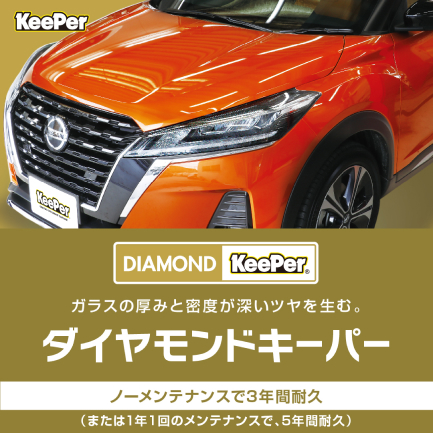 KeePer
NISSAN
KeePer
DIAMOND KeePer®
ガラスの厚みと密度が深いツヤを生む。
ダイヤモンドキーパー
ノーメンテナンスで3年間耐久
(または1年1回のメンテナンスで、5年間耐久)